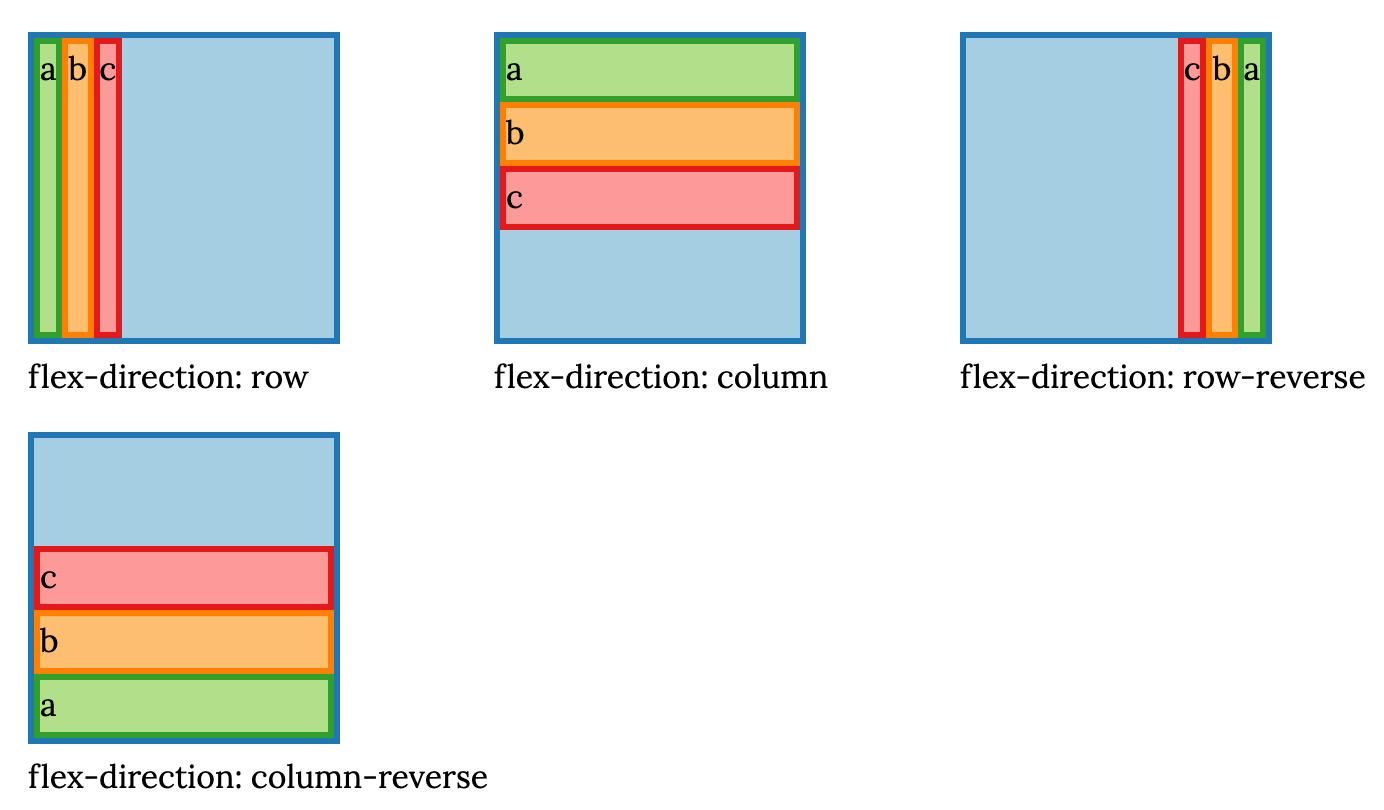 a b c
flex-direction: row
a
b
c
flex-direction: column
c b a
flex-direction: row-reverse
c
b
a
flex-direction: column-reverse